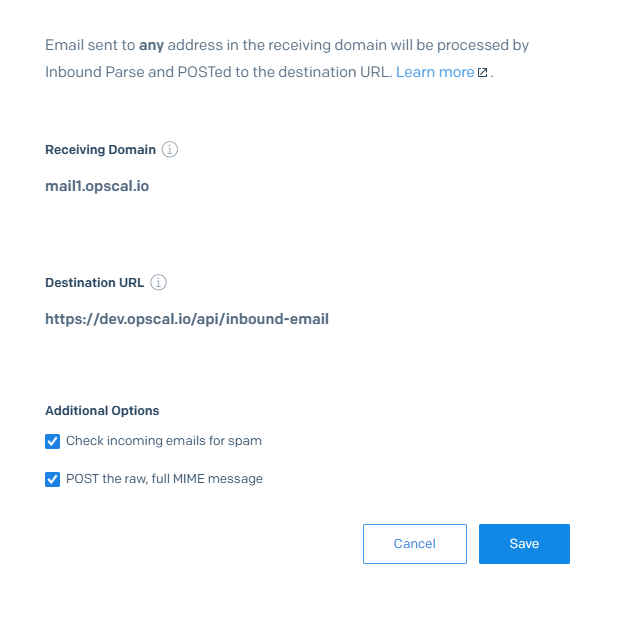 Email sent to any address in the receiving domain will be processed by
Inbound Parse and POSTed to the destination URL. Learn more.
Receiving Domain
mail1.opscal.io
Destination URL
https://dev.opscal.io/api/inbound-email
Additional Options
Check incoming emails for spam
POST the raw, full MIME message
Cancel Save